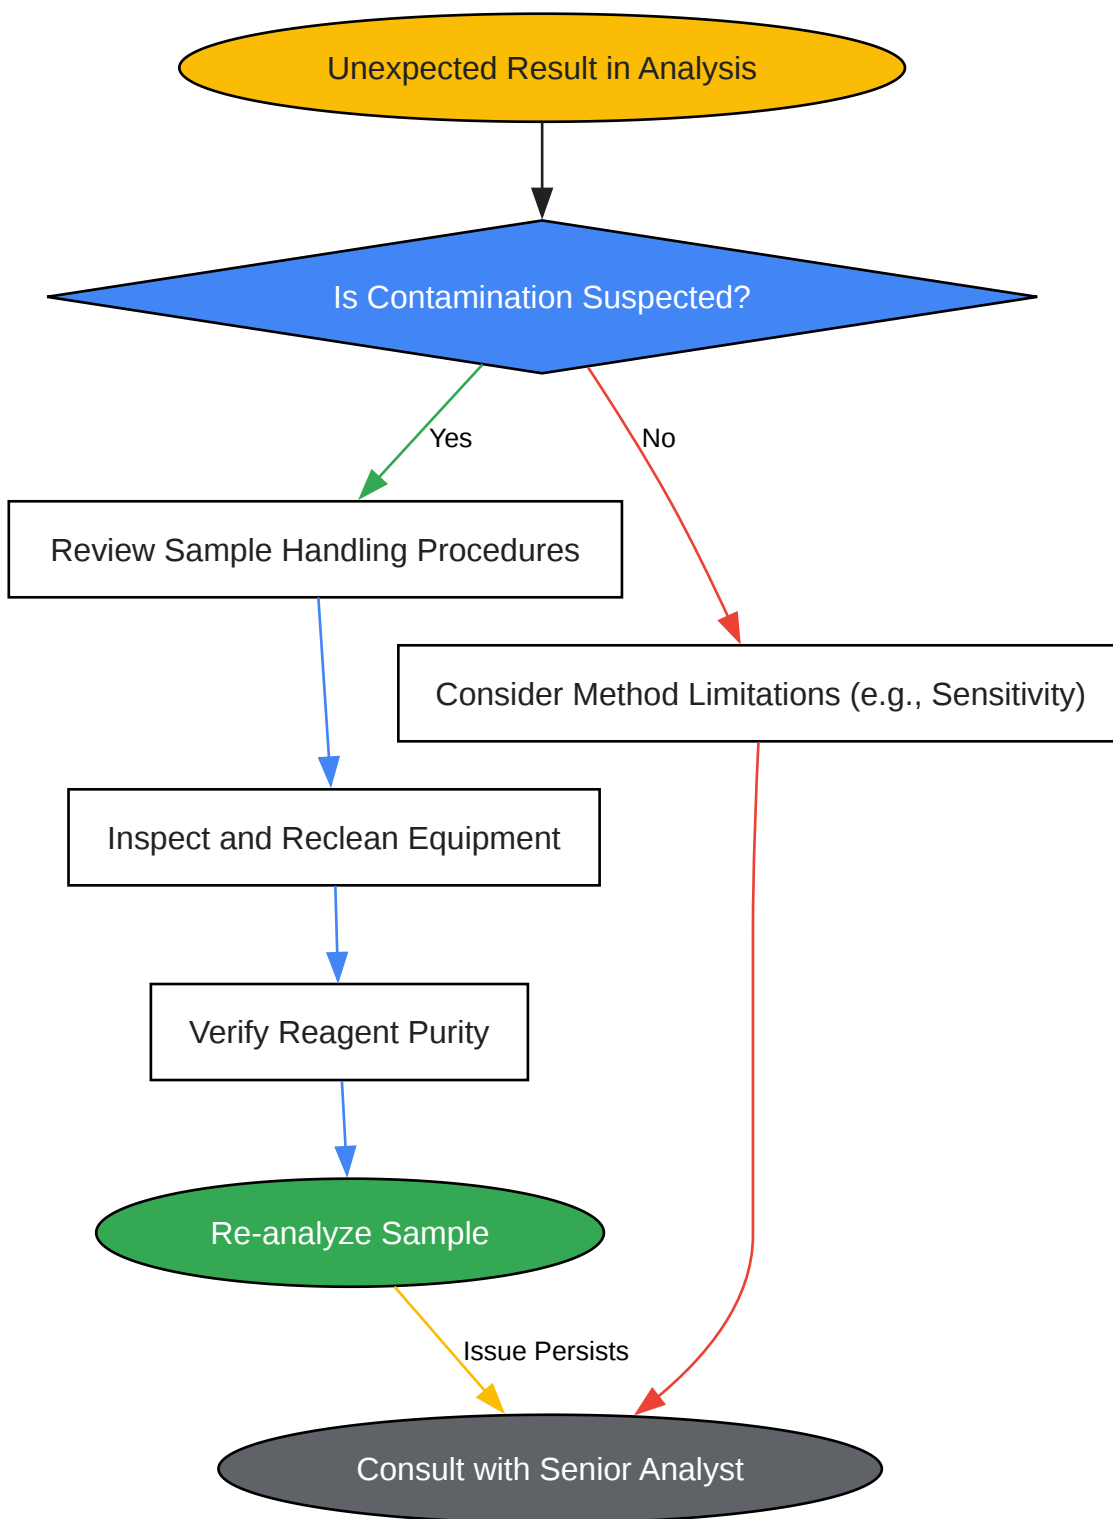 Unexpected Result in Analysis
Is Contamination Suspected?
Yes
No
Review Sample Handling Procedures
Consider Method Limitations (e.g., Sensitivity)
Inspect and Reclean Equipment
Verify Reagent Purity
Re-analyze Sample
Issue Persists
Consult with Senior Analyst